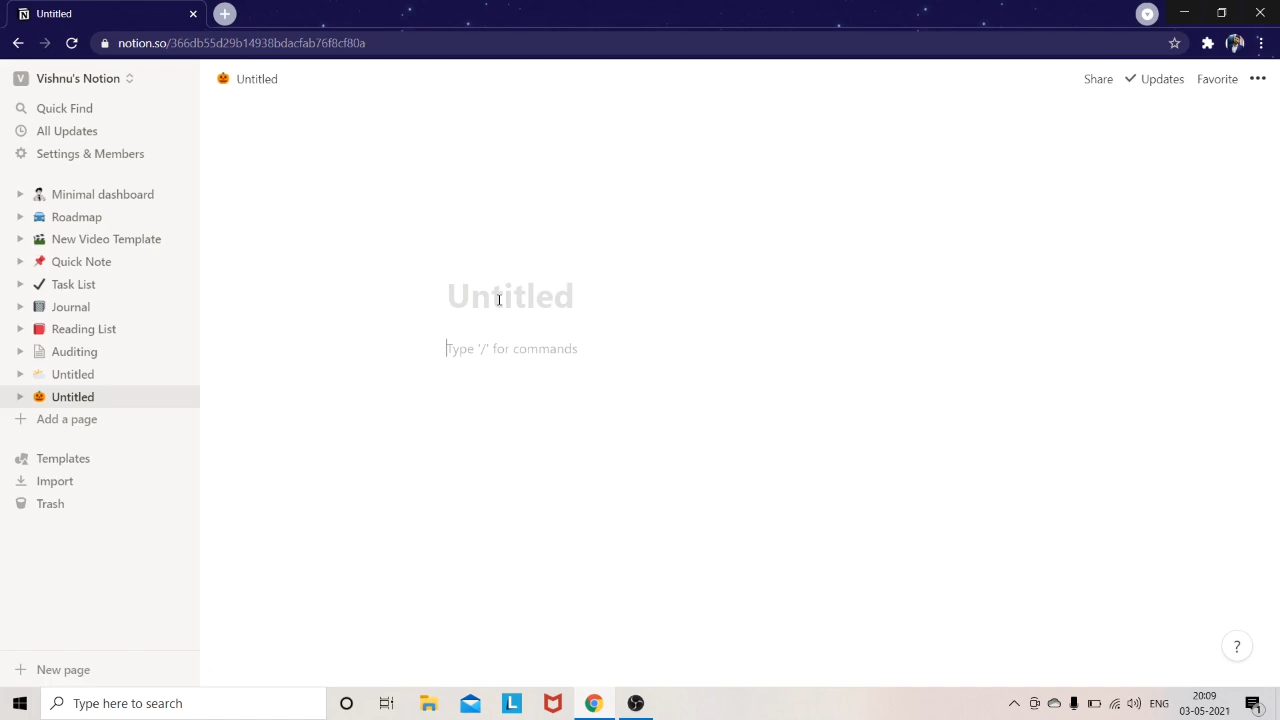 Untitled
notion.so/366db55d29b14938bdacfab76f8cf80a
V Vishnu's Notion
Untitled
Share
Updates
Favorite
Quick Find
All Updates
Settings & Members
Minimal dashboard
Roadmap
New Video Template
Quick Note
Task List
Journal
Reading List
Auditing
Untitled
Untitled
Add a page
Templates
Import
Trash
New page
Untitled
Type '/' for commands
?
Type here to search
L
ENG
20:09
03-05-2021
1